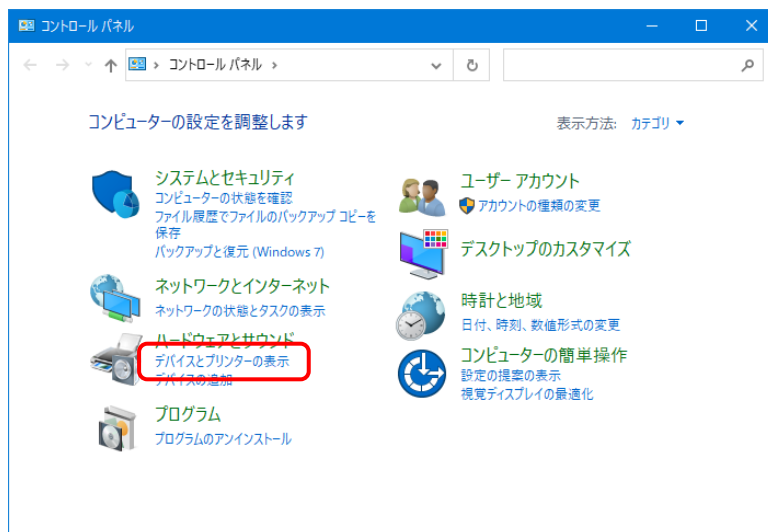 コントロール パネル
コントロール パネル
コンピューターの設定を調整します
表示方法: カテゴリ
システムとセキュリティ
コンピューターの状態を確認
ファイル履歴でファイルのバックアップ コピーを
保存
バックアップと復元 (Windows 7)
ネットワークとインターネット
ネットワークの状態とタスクの表示
ハードウェアとサウンド
デバイスとプリンターの表示
デバイスの追加
プログラム
プログラムのアンインストール
ユーザー アカウント
アカウントの種類の変更
デスクトップのカスタマイズ
時計と地域
日付、時刻、数値形式の変更
コンピューターの簡単操作
設定の提案の表示
視覚ディスプレイの最適化